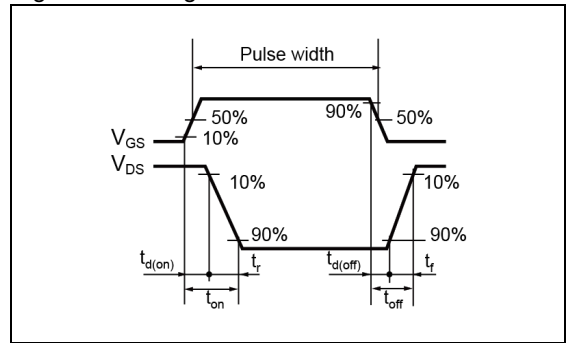 Pulse width
50%
90%
50%
V_GS
10%
V_DS
10%
10%
90%
90%
t_d(on)
t_r
t_d(off)
t_f
t_on
t_off